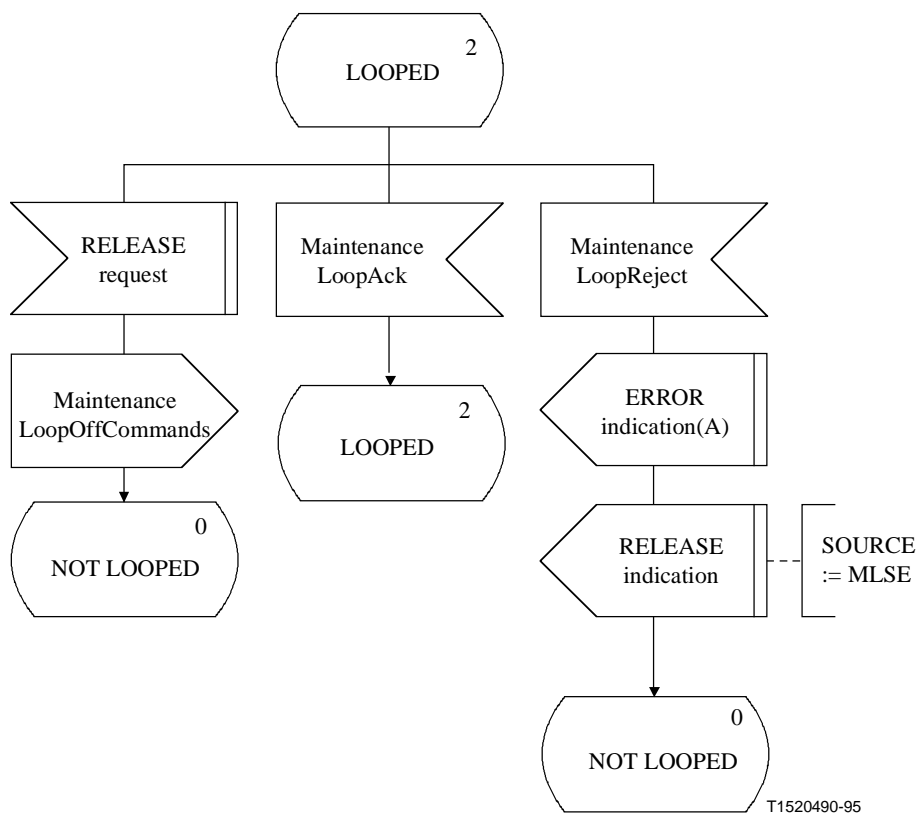 2
LOOPED
RELEASE
request
Maintenance
LoopAck
Maintenance
LoopReject
Maintenance
LoopOffCommands
2
LOOPED
ERROR
indication(A)
0
NOT LOOPED
RELEASE
indication
SOURCE
:= MLSE
0
NOT LOOPED
T1520490-95